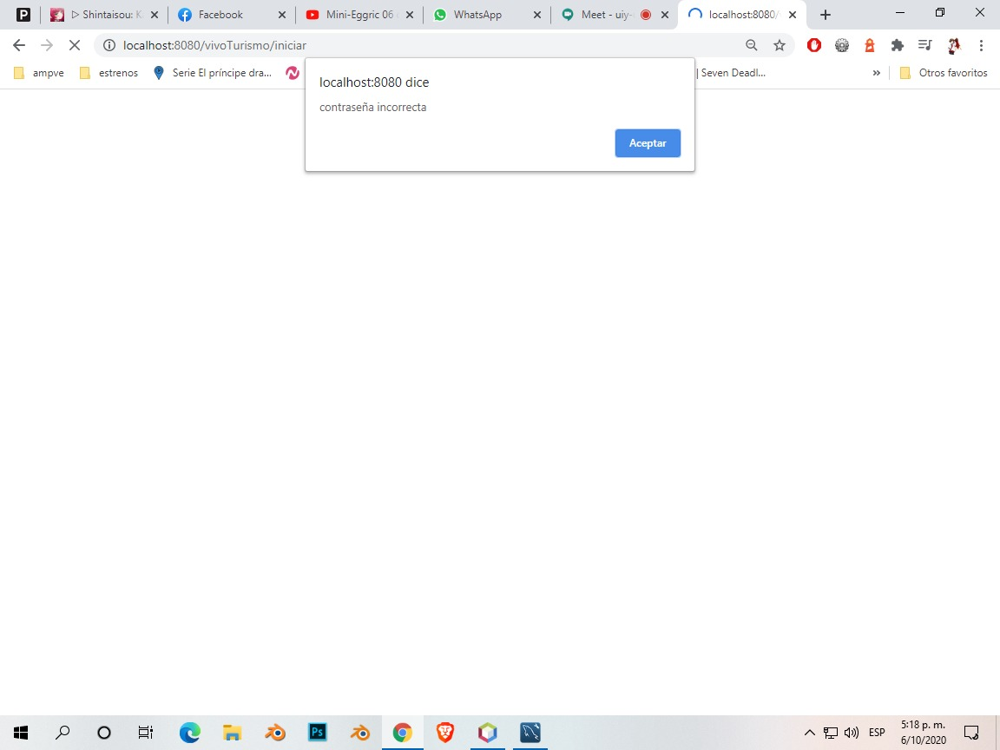 P
▷ Shintaisou: K
Facebook
Mini-Eggric 06
WhatsApp
Meet - uiy-
localhost:8080/
localhost:8080/vivoTurismo/iniciar
ampve
estrenos
Serie El príncipe dra...
| Seven Deadl...
»
Otros favoritos
localhost:8080 dice
contraseña incorrecta
Aceptar
Ps
ESP
5:18 p. m.
6/10/2020